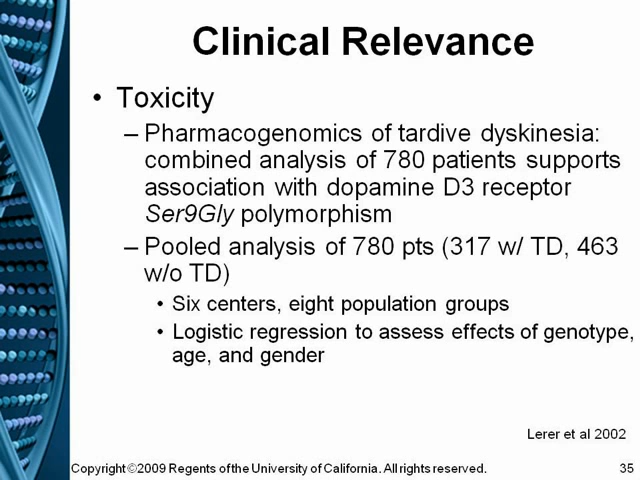 Clinical Relevance
• Toxicity
– Pharmacogenomics of tardive dyskinesia:
combined analysis of 780 patients supports
association with dopamine D3 receptor
Ser9Gly polymorphism
– Pooled analysis of 780 pts (317 w/ TD, 463
w/o TD)
• Six centers, eight population groups
• Logistic regression to assess effects of genotype,
age, and gender
Lerer et al 2002
Copyright ©2009 Regents of the University of California. All rights reserved. 35